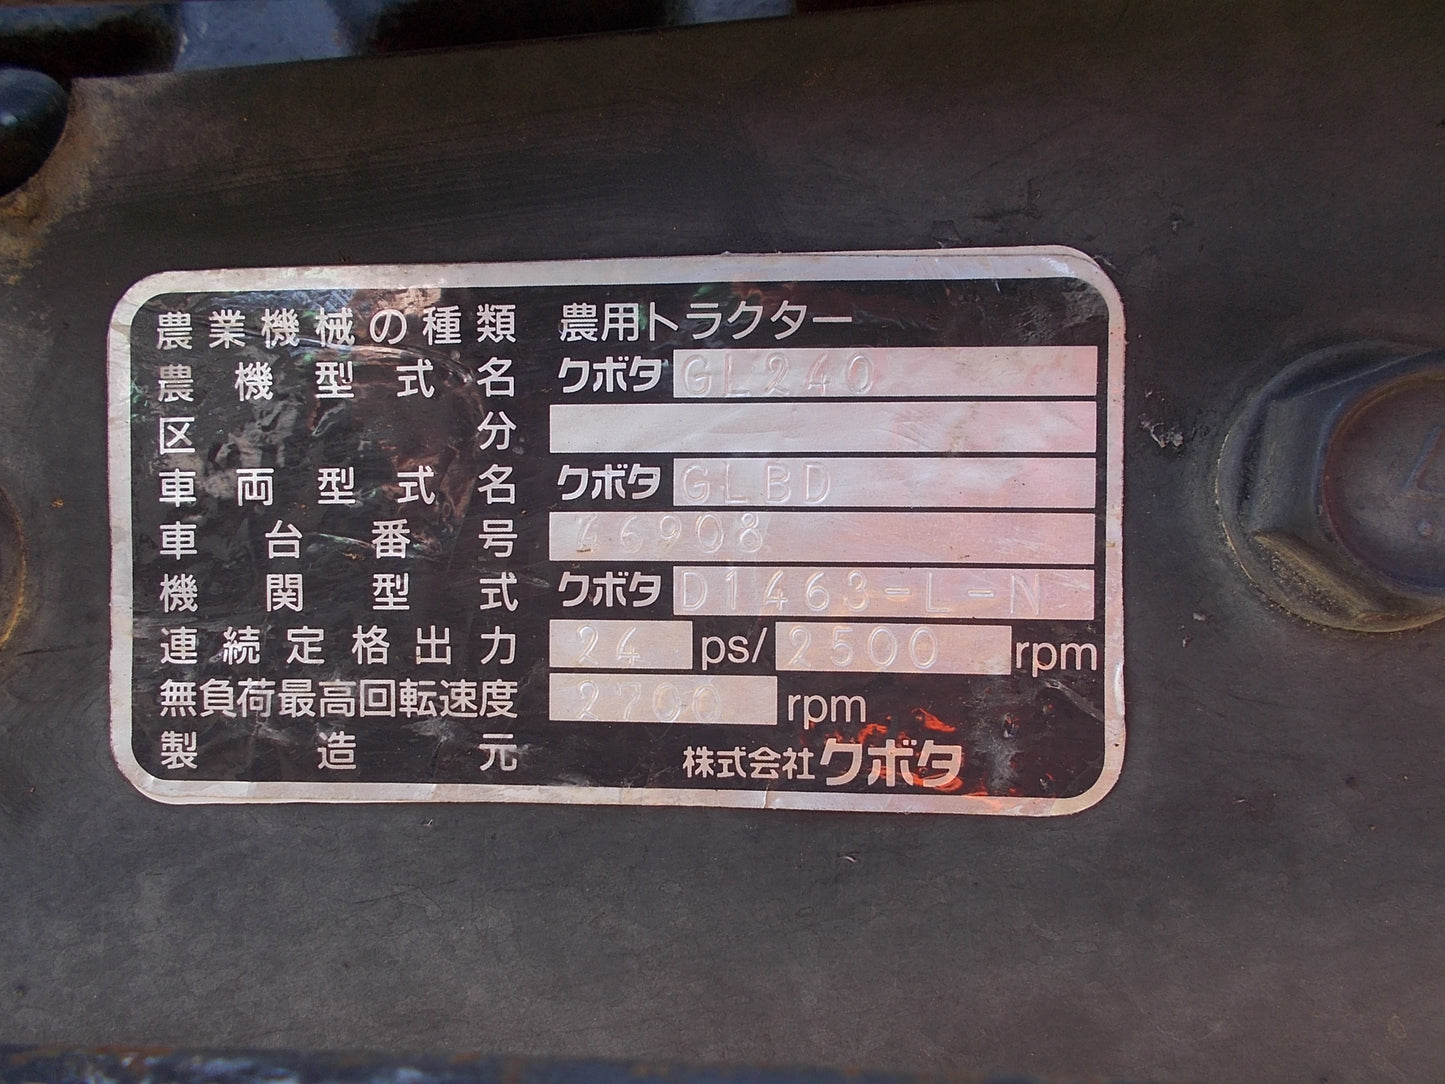 農業機械の種類 農用トラクター
農機型式名 クボタ GL240
区分
車両型式名 クボタ GLBD
車台番号 66908
機関型式 クボタ D1463-L-N
連続定格出力 24 ps/ 2500 rpm
無負荷最高回転速度 2700 rpm
製造元 株式会社クボタ